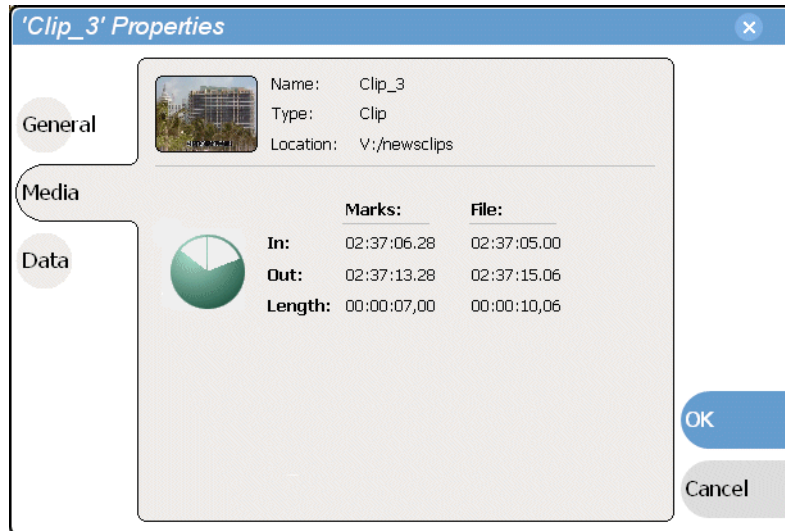 'Clip_3' Properties
General
Media
Data
Name: Clip_3
Type: Clip
Location: V:/newsclips
Marks: File:
In: 02:37:06.28 02:37:05.00
Out: 02:37:13.28 02:37:15.06
Length: 00:00:07,00 00:00:10,06
OK
Cancel